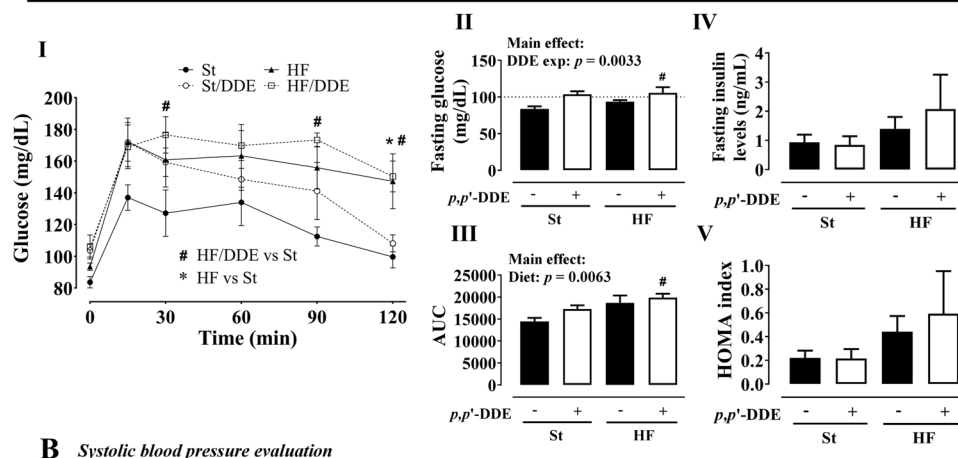 I
St
HF
St/DDE
HF/DDE
Glucose (mg/dL)
200
180
160
140
120
100
80
#
#
* #
# HF/DDE vs St
* HF vs St
0 30 60 90 120
Time (min)
II
Main effect:
DDE exp: p = 0.0033
Fasting glucose
(mg/dL)
150
100
50
0
#
p,p'-DDE - + - +
St HF
III
Main effect:
Diet: p = 0.0063
AUC
25000
20000
15000
10000
5000
0
#
p,p'-DDE - + - +
St HF
IV
Fasting insulin
levels (ng/mL)
4
3
2
1
0
- + - +
St HF
V
HOMA index
1.0
0.8
0.6
0.4
0.2
0.0
- + - +
St HF
B Systolic blood pressure evaluation